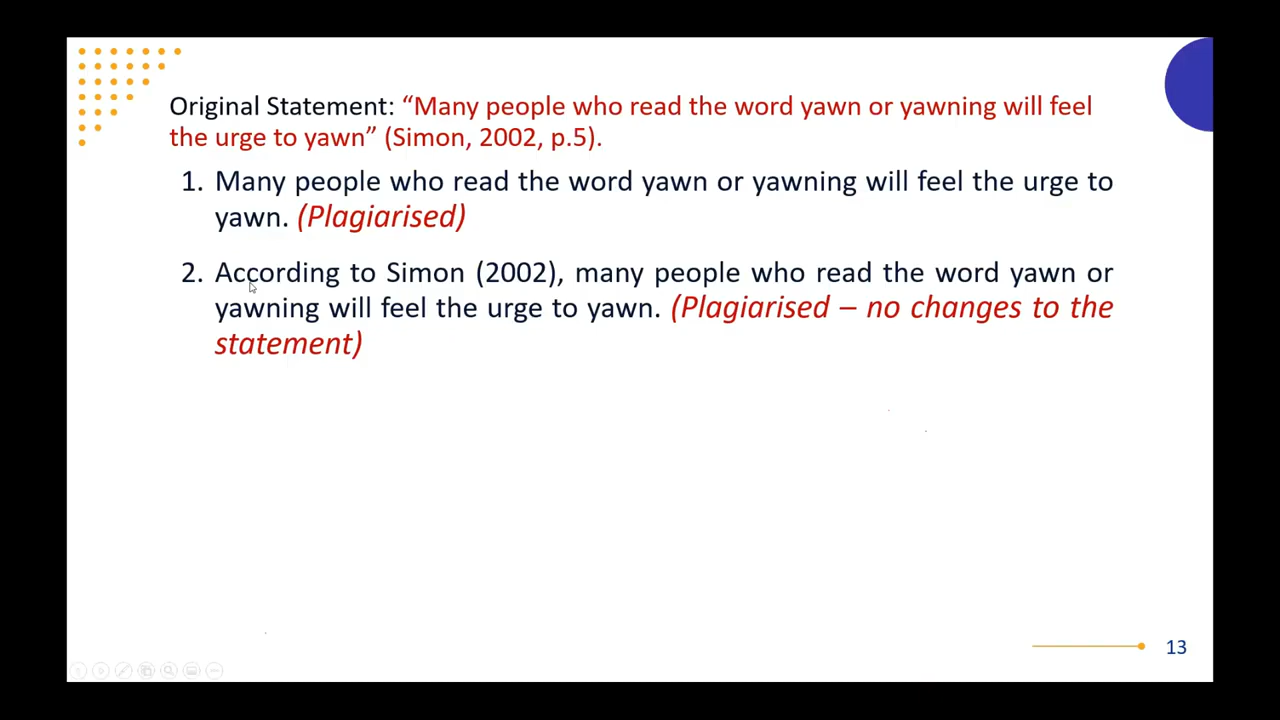 Original Statement: “Many people who read the word yawn or yawning will feel
the urge to yawn” (Simon, 2002, p.5).
1. Many people who read the word yawn or yawning will feel the urge to
yawn. (Plagiarised)
2. According to Simon (2002), many people who read the word yawn or
yawning will feel the urge to yawn. (Plagiarised – no changes to the
statement)
13